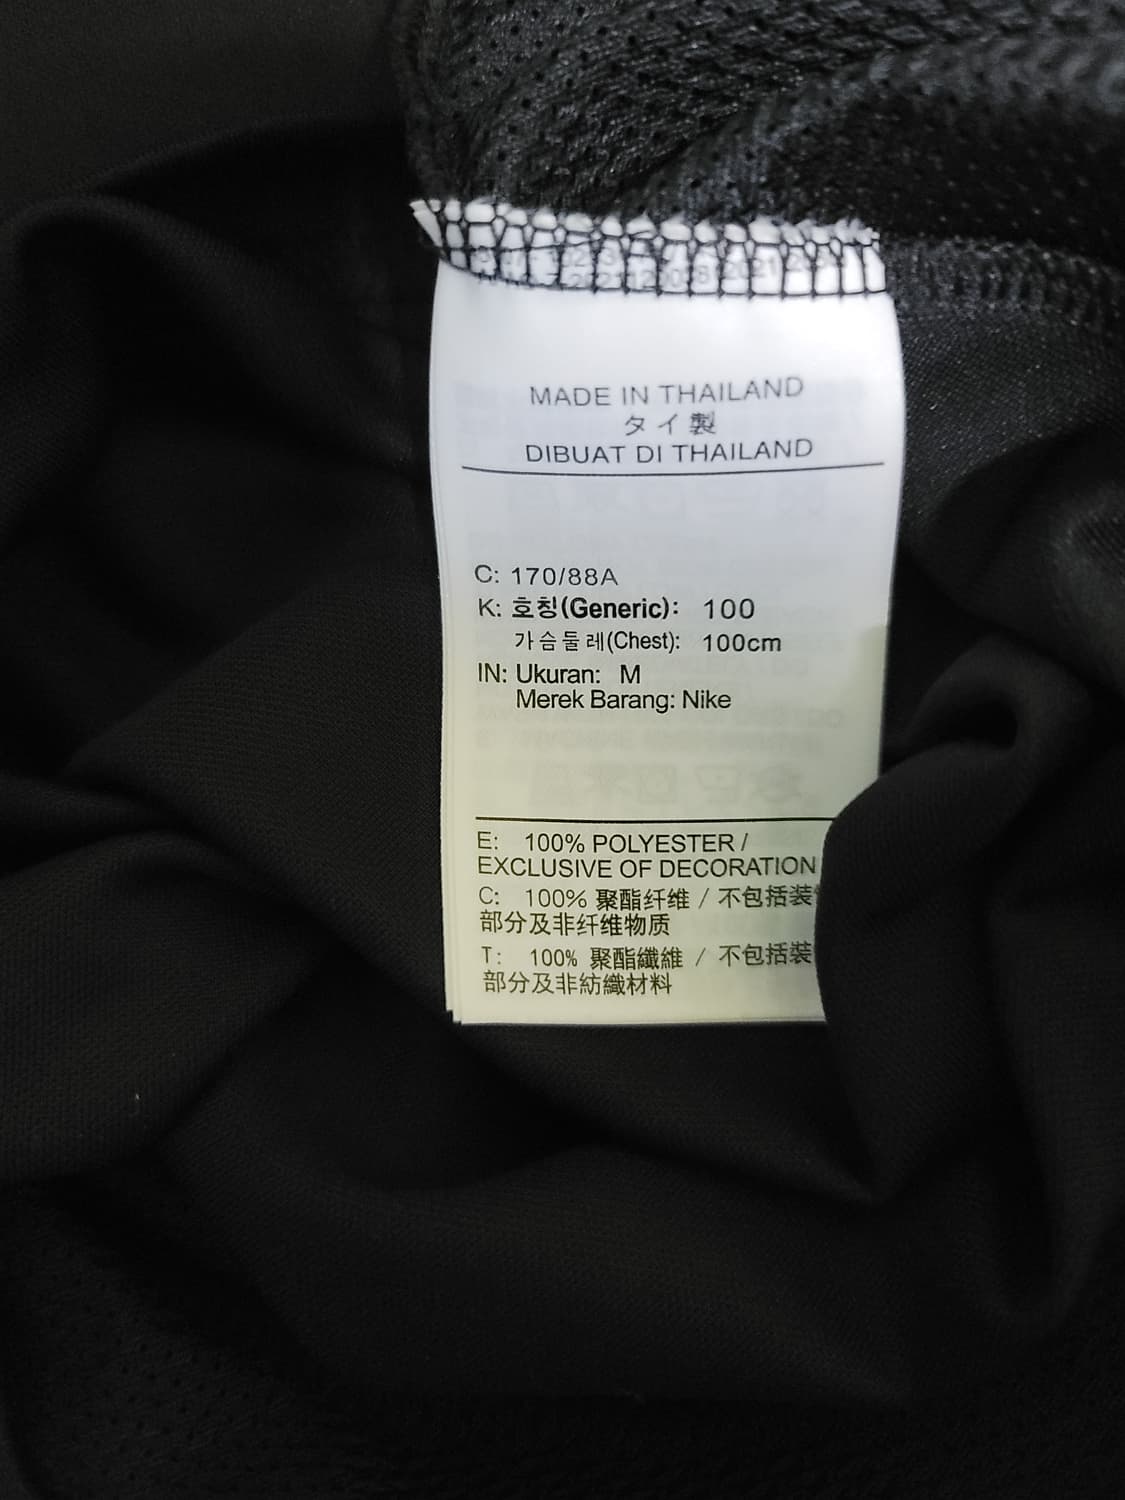 MADE IN THAILAND
タイ製
DIBUAT DI THAILAND
C: 170/88A
K: 호칭(Generic): 100
가슴둘레(Chest): 100cm
IN: Ukuran: M
Merek Barang: Nike
E: 100% POLYESTER /
EXCLUSIVE OF DECORATION
C: 100% 聚酯纤维 / 不包括装
部分及非纤维物质
T: 100% 聚酯纖維 / 不包括裝
部分及非紡織材料